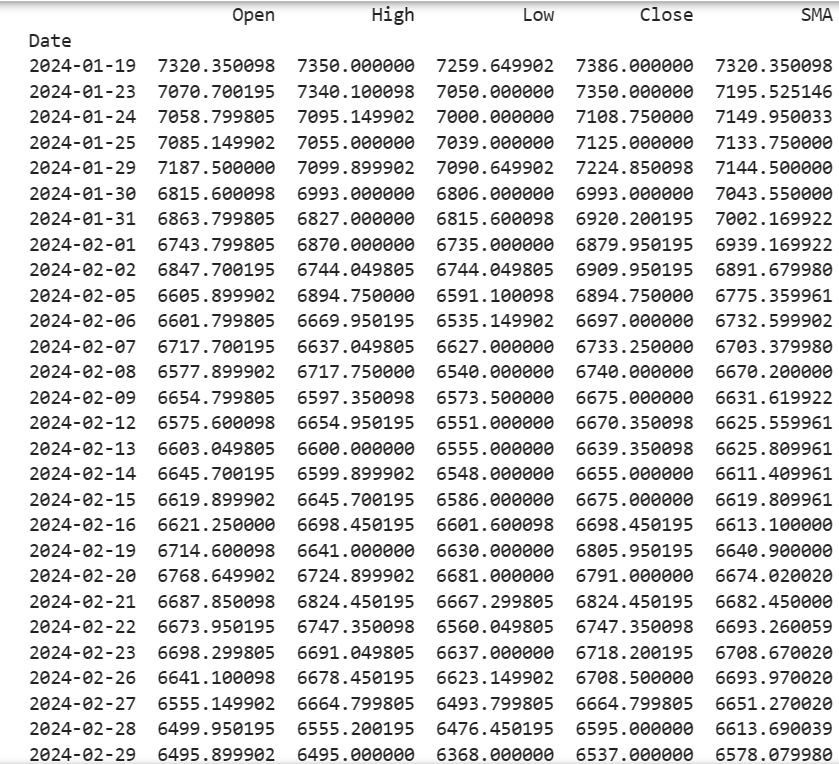 Open High Low Close SMA
Date
2024-01-19 7320.350098 7350.000000 7259.649902 7386.000000 7320.350098
2024-01-23 7070.700195 7340.100098 7050.000000 7350.000000 7195.525146
2024-01-24 7058.799805 7095.149902 7000.000000 7108.750000 7149.950033
2024-01-25 7085.149902 7055.000000 7039.000000 7125.000000 7133.750000
2024-01-29 7187.500000 7099.899902 7090.649902 7224.850098 7144.500000
2024-01-30 6815.600098 6993.000000 6806.000000 6993.000000 7043.550000
2024-01-31 6863.799805 6827.000000 6815.600098 6920.200195 7002.169922
2024-02-01 6743.799805 6870.000000 6735.000000 6879.950195 6939.169922
2024-02-02 6847.700195 6744.049805 6744.049805 6909.950195 6891.679980
2024-02-05 6605.899902 6894.750000 6591.100098 6894.750000 6775.359961
2024-02-06 6601.799805 6669.950195 6535.149902 6697.000000 6732.599902
2024-02-07 6717.700195 6637.049805 6627.000000 6733.250000 6703.379980
2024-02-08 6577.899902 6717.750000 6540.000000 6740.000000 6670.200000
2024-02-09 6654.799805 6597.350098 6573.500000 6675.000000 6631.619922
2024-02-12 6575.600098 6654.950195 6551.000000 6670.350098 6625.559961
2024-02-13 6603.049805 6600.000000 6555.000000 6639.350098 6625.809961
2024-02-14 6645.700195 6599.899902 6548.000000 6655.000000 6611.409961
2024-02-15 6619.899902 6645.700195 6586.000000 6675.000000 6619.809961
2024-02-16 6621.250000 6698.450195 6601.600098 6698.450195 6613.100000
2024-02-19 6714.600098 6641.000000 6630.000000 6805.950195 6640.900000
2024-02-20 6768.649902 6724.899902 6681.000000 6791.000000 6674.020020
2024-02-21 6687.850098 6824.450195 6667.299805 6824.450195 6682.450000
2024-02-22 6673.950195 6747.350098 6560.049805 6747.350098 6693.260059
2024-02-23 6698.299805 6691.049805 6637.000000 6718.200195 6708.670020
2024-02-26 6641.100098 6678.450195 6623.149902 6708.500000 6693.970020
2024-02-27 6555.149902 6664.799805 6493.799805 6664.799805 6651.270020
2024-02-28 6499.950195 6555.200195 6476.450195 6595.000000 6613.690039
2024-02-29 6495.899902 6495.000000 6368.000000 6537.000000 6578.079980